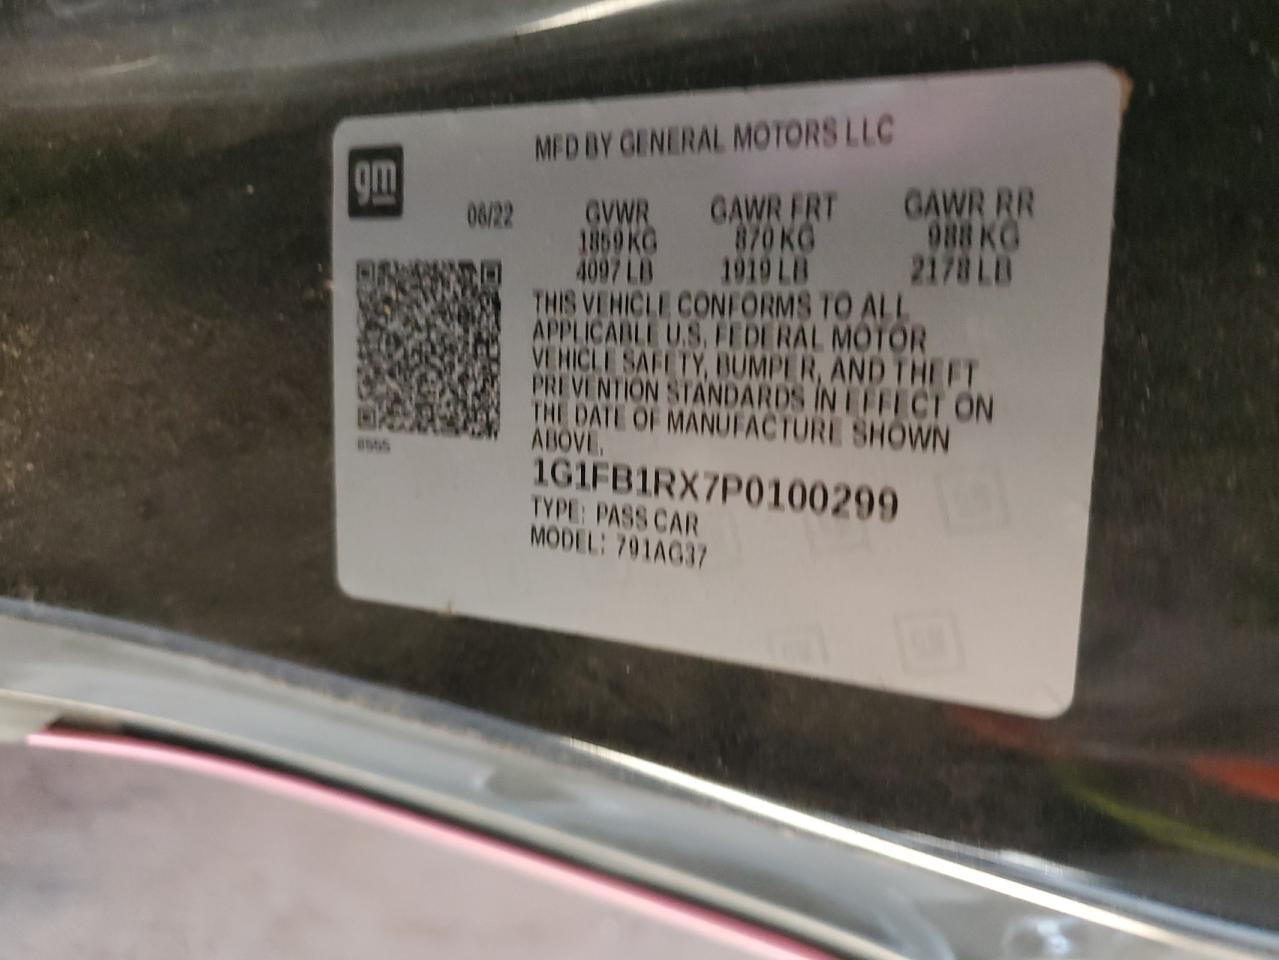 MFD BY GENERAL MOTORS LLC
gm
06/22 GVWR GAWR FRT GAWR RR
1859 KG 870 KG 988 KG
4097 LB 1919 LB 2178 LB
THIS VEHICLE CONFORMS TO ALL
APPLICABLE U.S. FEDERAL MOTOR
VEHICLE SAFETY, BUMPER, AND THEFT
PREVENTION STANDARDS IN EFFECT ON
THE DATE OF MANUFACTURE SHOWN
ABOVE.
1G1FB1RX7P0100299
TYPE: PASS CAR
MODEL: 791AG37